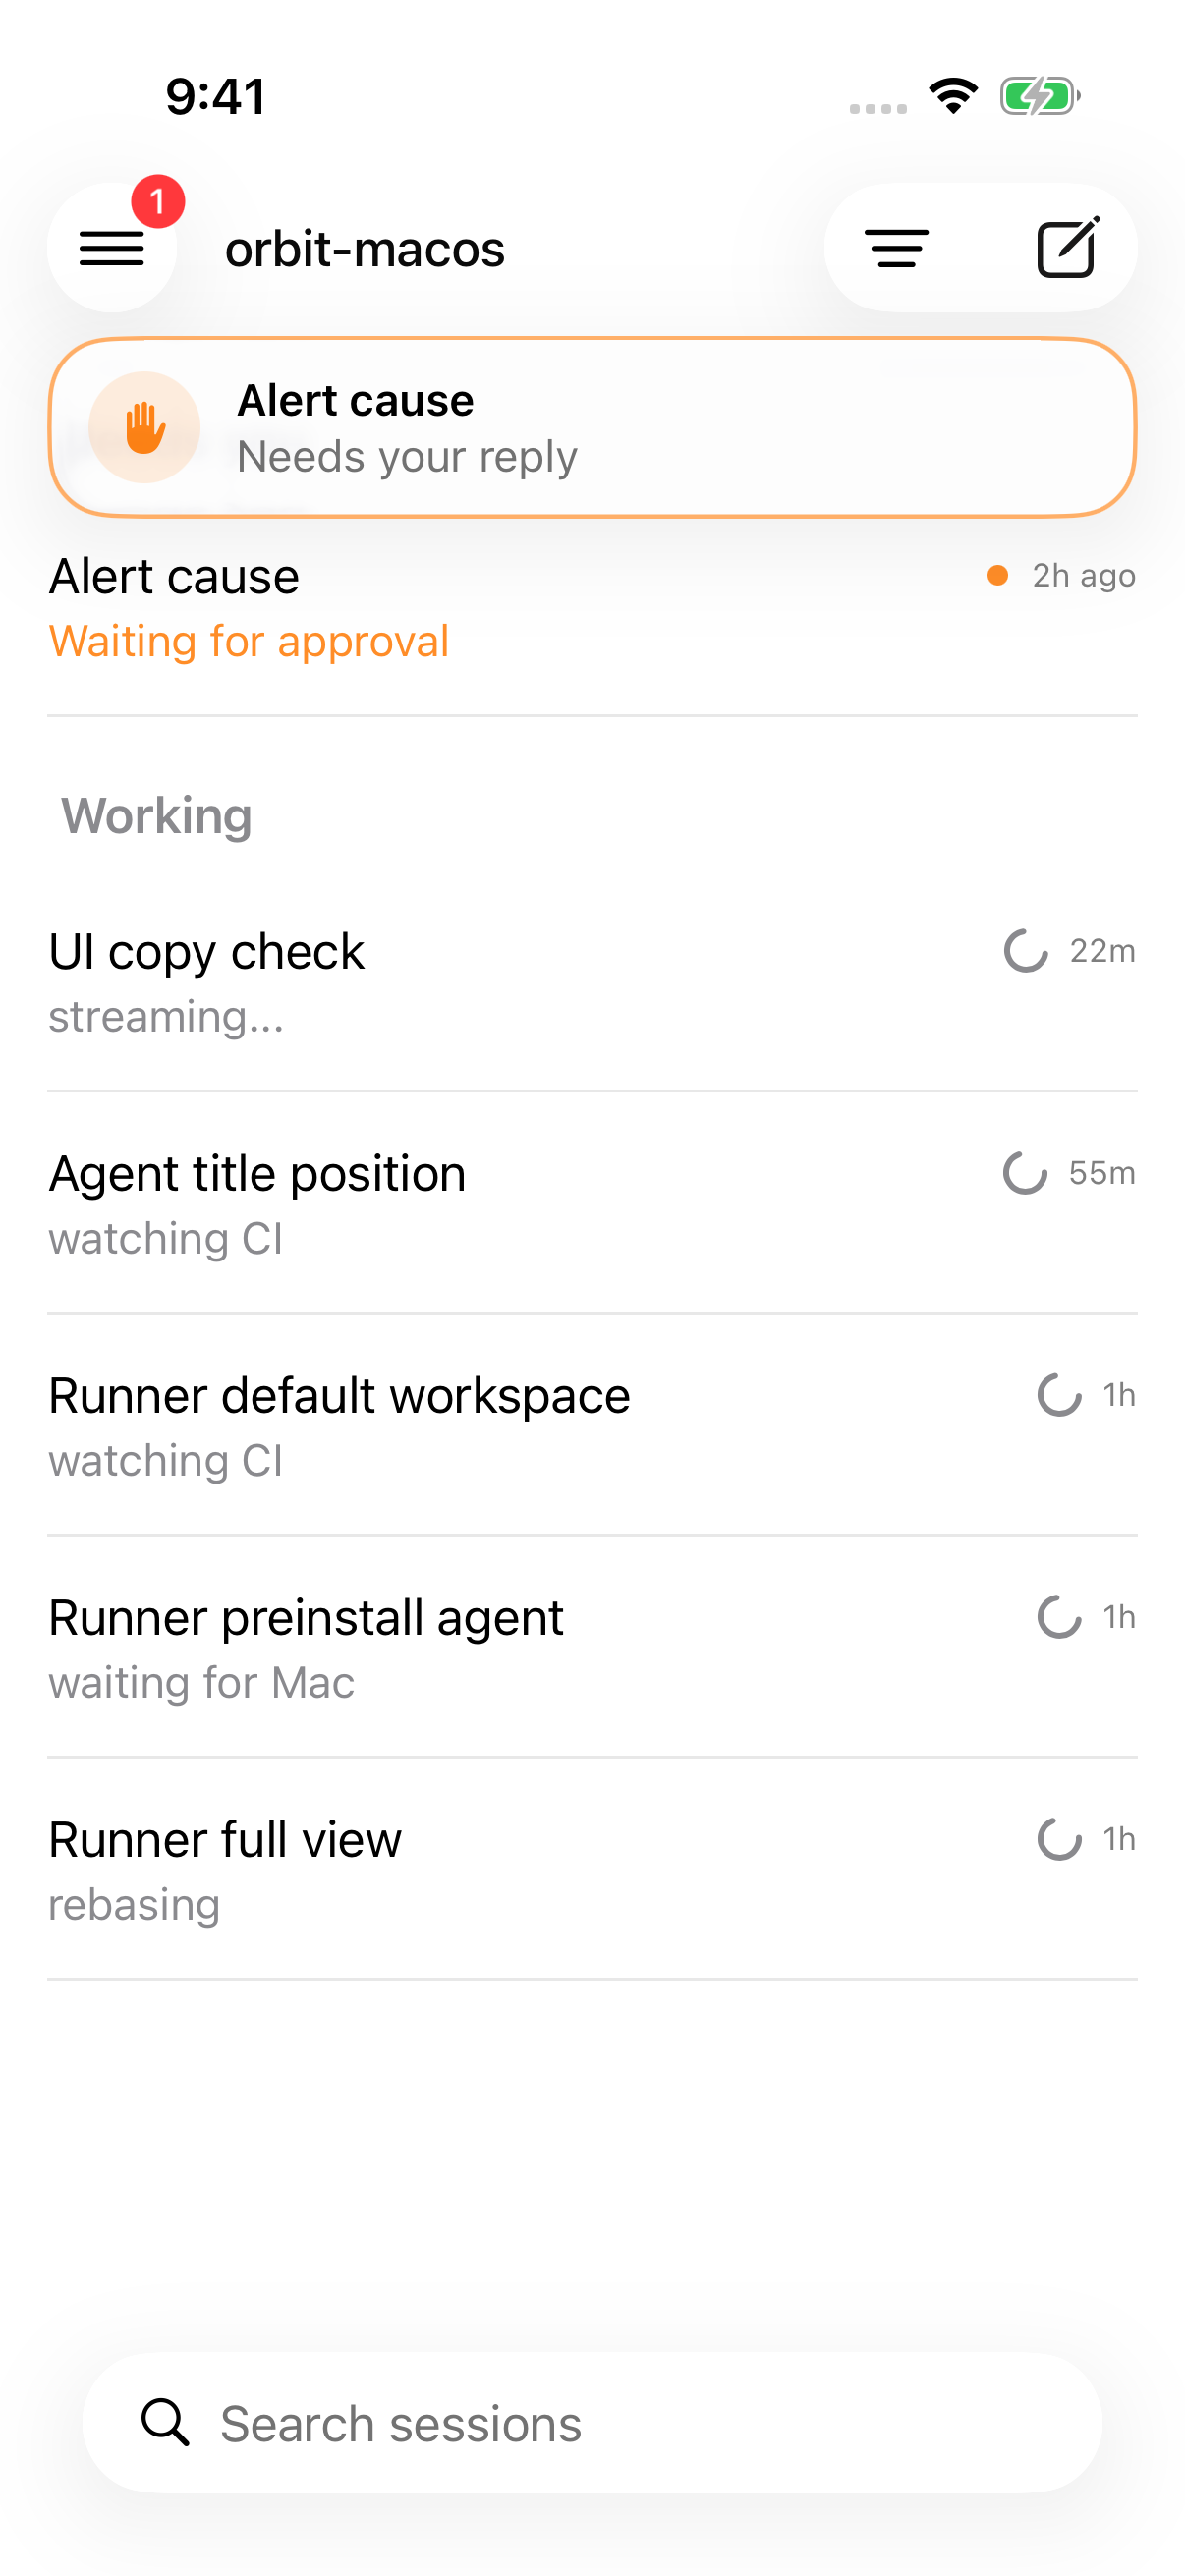 9:41
1
orbit-macos
Alert cause
Needs your reply
Alert cause
2h ago
Waiting for approval
Working
UI copy check
22m
streaming...
Agent title position
55m
watching CI
Runner default workspace
1h
watching CI
Runner preinstall agent
1h
waiting for Mac
Runner full view
1h
rebasing
Search sessions